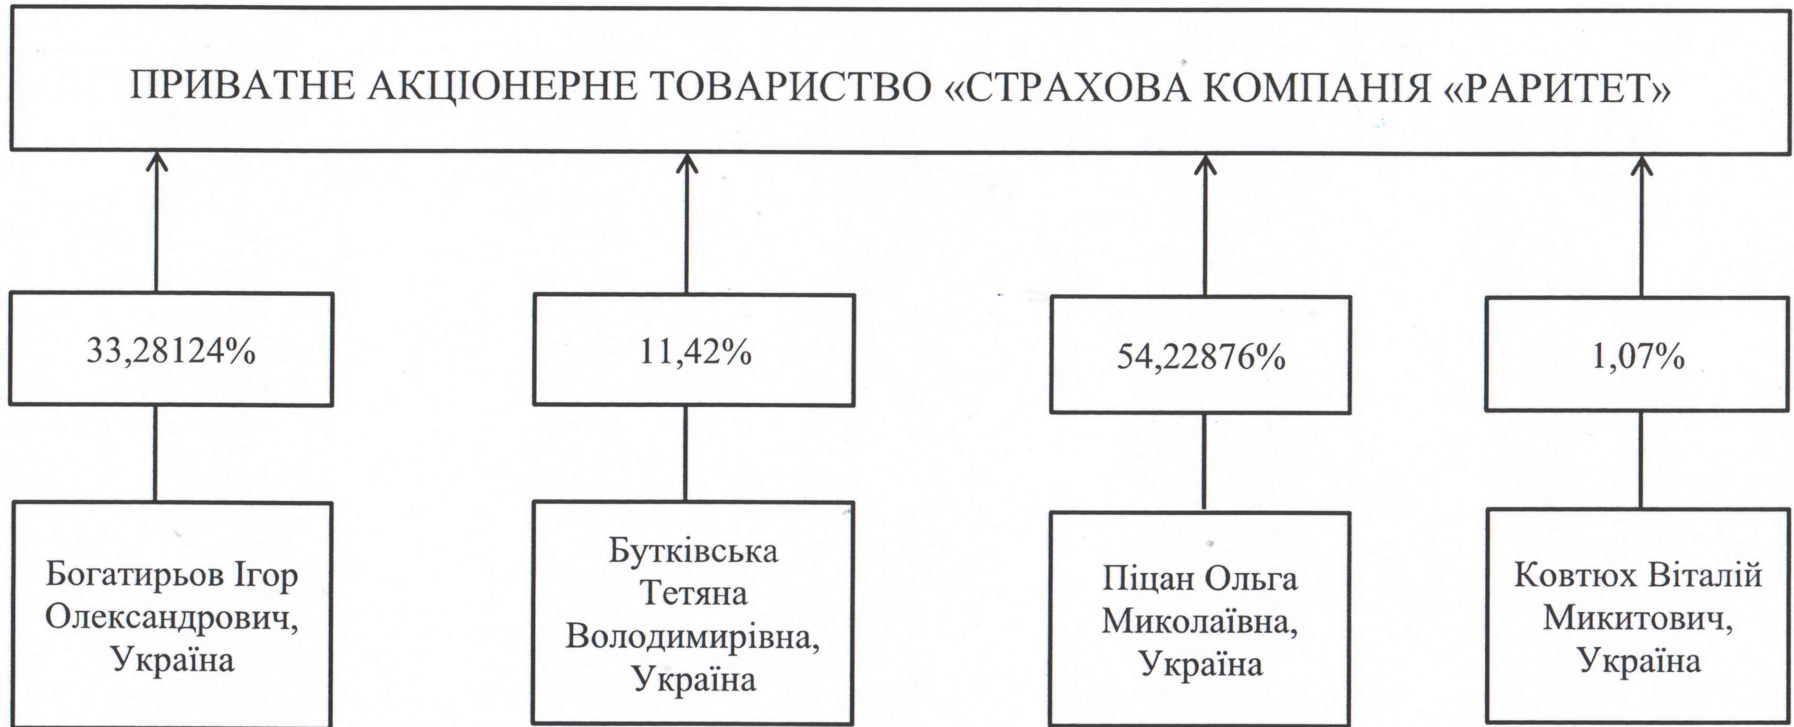 ПРИВАТНЕ АКЦІОНЕРНЕ ТОВАРИСТВО «СТРАХОВА КОМПАНІЯ «РАРИТЕТ»
33,28124%
11,42%
54,22876%
1,07%
Богатирьов Ігор
Олександрович,
Україна
Бутківська
Тетяна
Володимирівна,
Україна
Піцан Ольга
Миколаївна,
Україна
Ковтюх Віталій
Микитович,
Україна